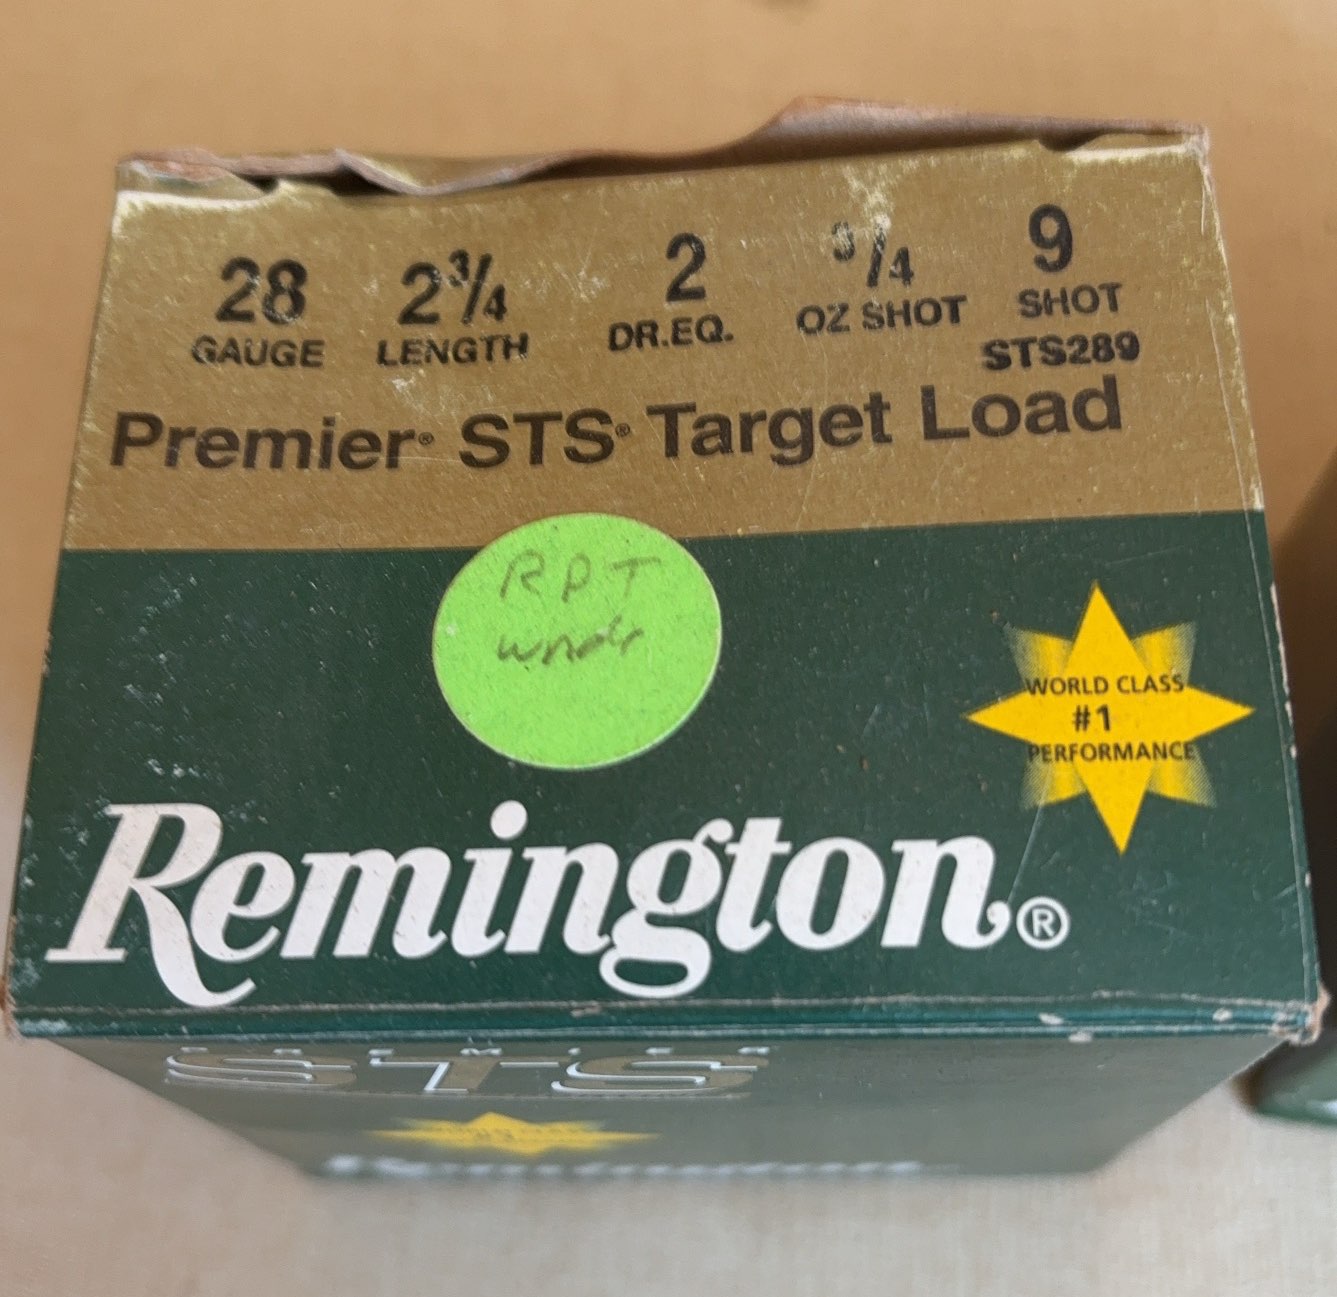 28 2¾ 2 ¾ 9
GAUGE LENGTH DR.EQ. OZ SHOT SHOT
STS289
Premier® STS® Target Load
RPT
WORLD CLASS
#1
PERFORMANCE
Remington®
STS